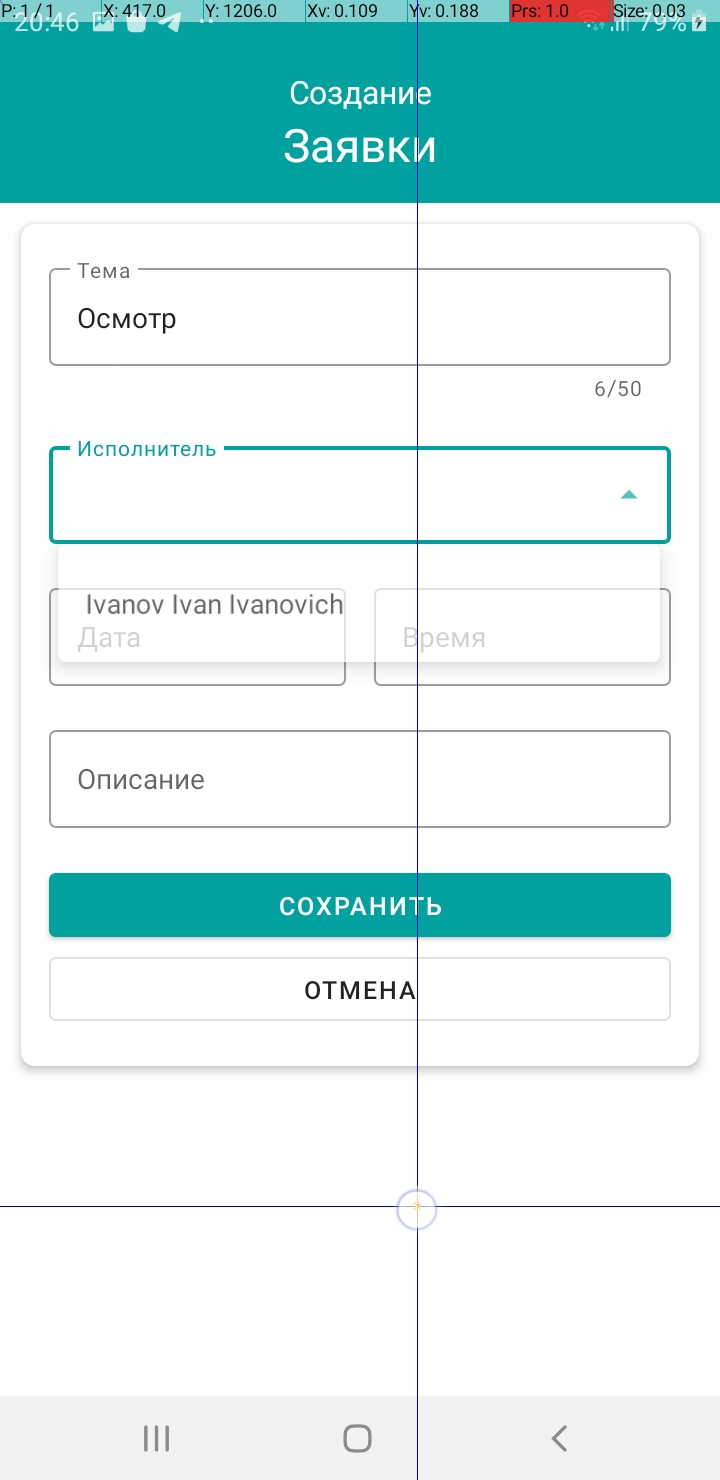 P: 1 / 1 X: 417.0 Y: 1206.0 Xv: 0.109 Yv: 0.188 Prs: 1.0 Size: 0.03
20:46 79%
Создание
Заявки
Тема
Осмотр
6/50
Исполнитель
Ivanov Ivan Ivanovich
Дата Время
Описание
СОХРАНИТЬ
ОТМЕНА